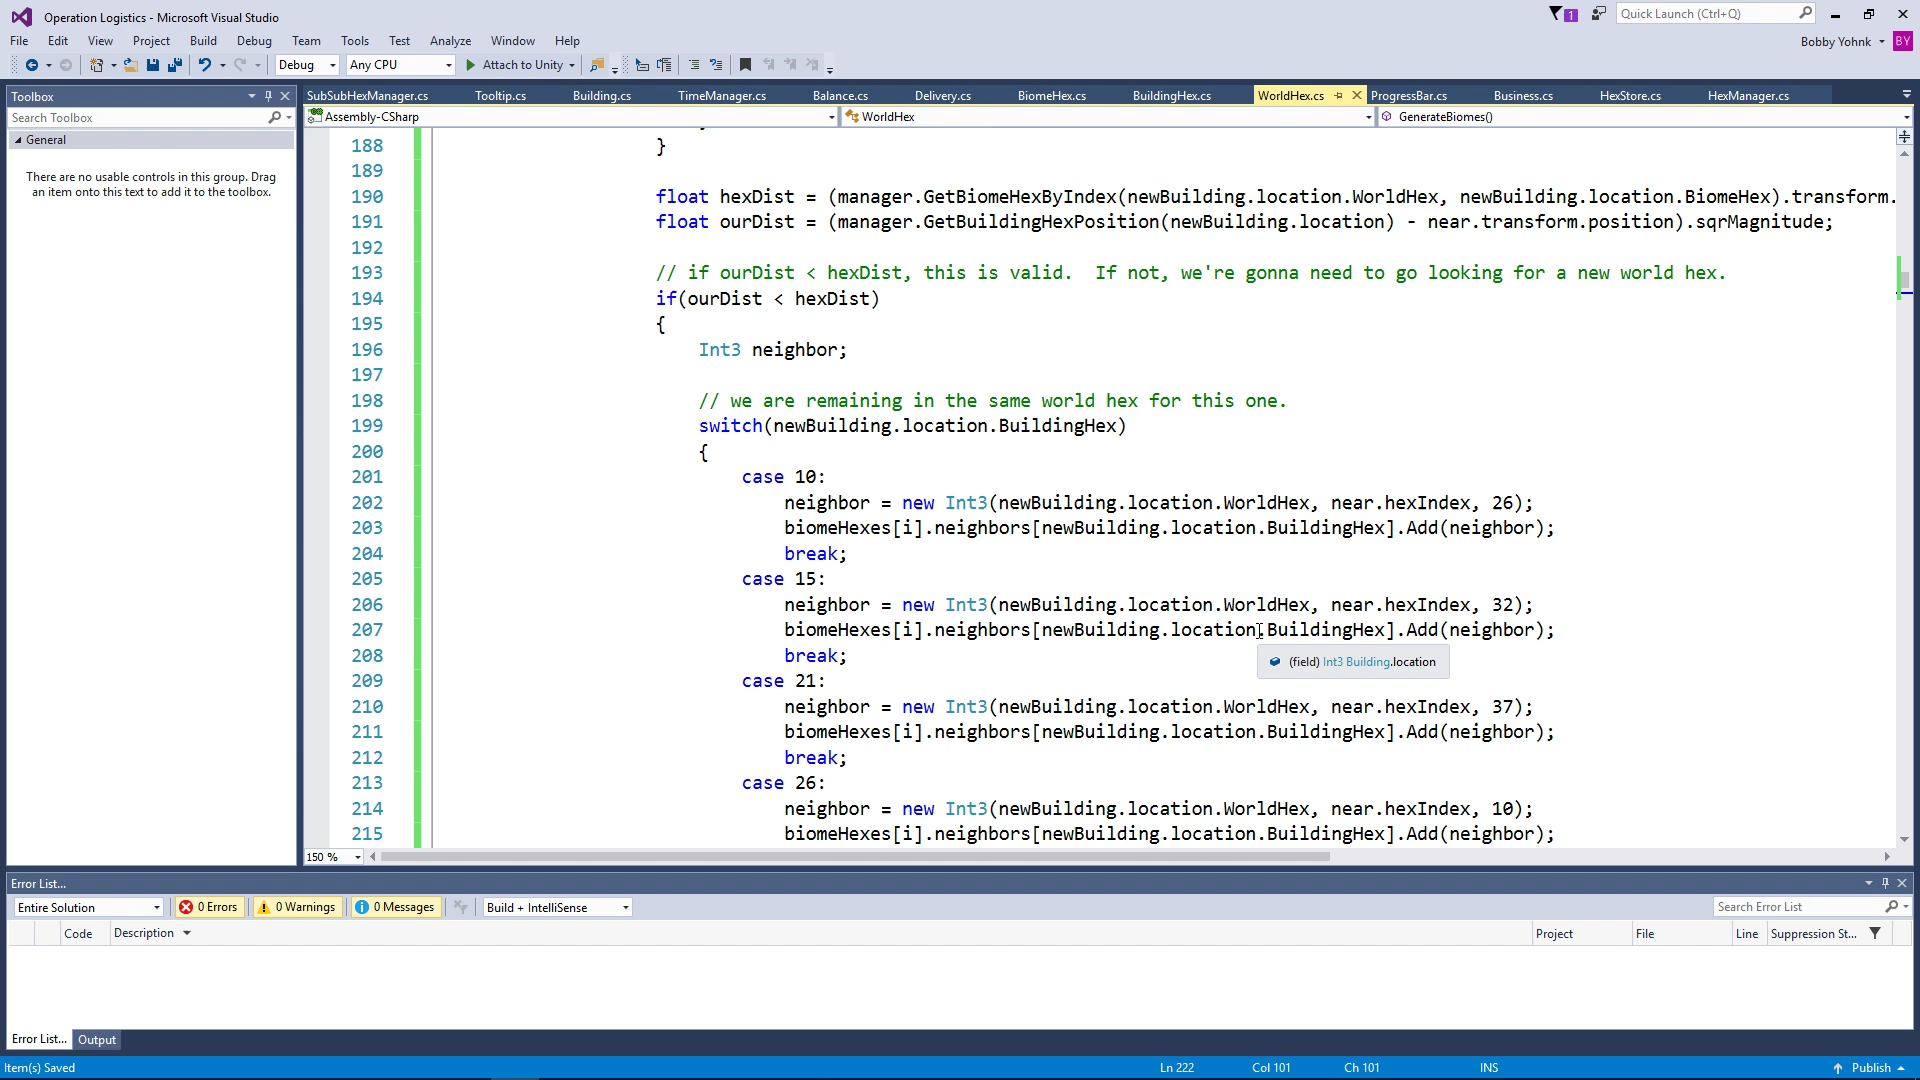 Operation Logistics - Microsoft Visual Studio
1
Quick Launch (Ctrl+Q)
File Edit View Project Build Debug Team Tools Test Analyze Window Help
Bobby Yohnk
BY
Debug
Any CPU
Attach to Unity
Toolbox
Search Toolbox
General
There are no usable controls in this group. Drag
an item onto this text to add it to the toolbox.
SubSubHexManager.cs Tooltip.cs Building.cs TimeManager.cs Balance.cs Delivery.cs BiomeHex.cs BuildingHex.cs WorldHex.cs ProgressBar.cs Business.cs HexStore.cs HexManager.cs
Assembly-CSharp
WorldHex
GenerateBiomes()
188 }
189
190 float hexDist = (manager.GetBiomeHexByIndex(newBuilding.location.WorldHex, newBuilding.location.BiomeHex).transform.
191 float ourDist = (manager.GetBuildingHexPosition(newBuilding.location) - near.transform.position).sqrMagnitude;
192
193 // if ourDist < hexDist, this is valid.  If not, we're gonna need to go looking for a new world hex.
194 if(ourDist < hexDist)
195 {
196 Int3 neighbor;
197
198 // we are remaining in the same world hex for this one.
199 switch(newBuilding.location.BuildingHex)
200 {
201 case 10:
202 neighbor = new Int3(newBuilding.location.WorldHex, near.hexIndex, 26);
203 biomeHexes[i].neighbors[newBuilding.location.BuildingHex].Add(neighbor);
204 break;
205 case 15:
206 neighbor = new Int3(newBuilding.location.WorldHex, near.hexIndex, 32);
207 biomeHexes[i].neighbors[newBuilding.location.BuildingHex].Add(neighbor);
208 break;
(field) Int3 Building.location
209 case 21:
210 neighbor = new Int3(newBuilding.location.WorldHex, near.hexIndex, 37);
211 biomeHexes[i].neighbors[newBuilding.location.BuildingHex].Add(neighbor);
212 break;
213 case 26:
214 neighbor = new Int3(newBuilding.location.WorldHex, near.hexIndex, 10);
215 biomeHexes[i].neighbors[newBuilding.location.BuildingHex].Add(neighbor);
150 %
Error List...
Entire Solution
0 Errors
0 Warnings
0 Messages
Build + IntelliSense
Search Error List
Code Description Project File Line Suppression St...
Error List... Output
Item(s) Saved
Ln 222 Col 101 Ch 101 INS
Publish